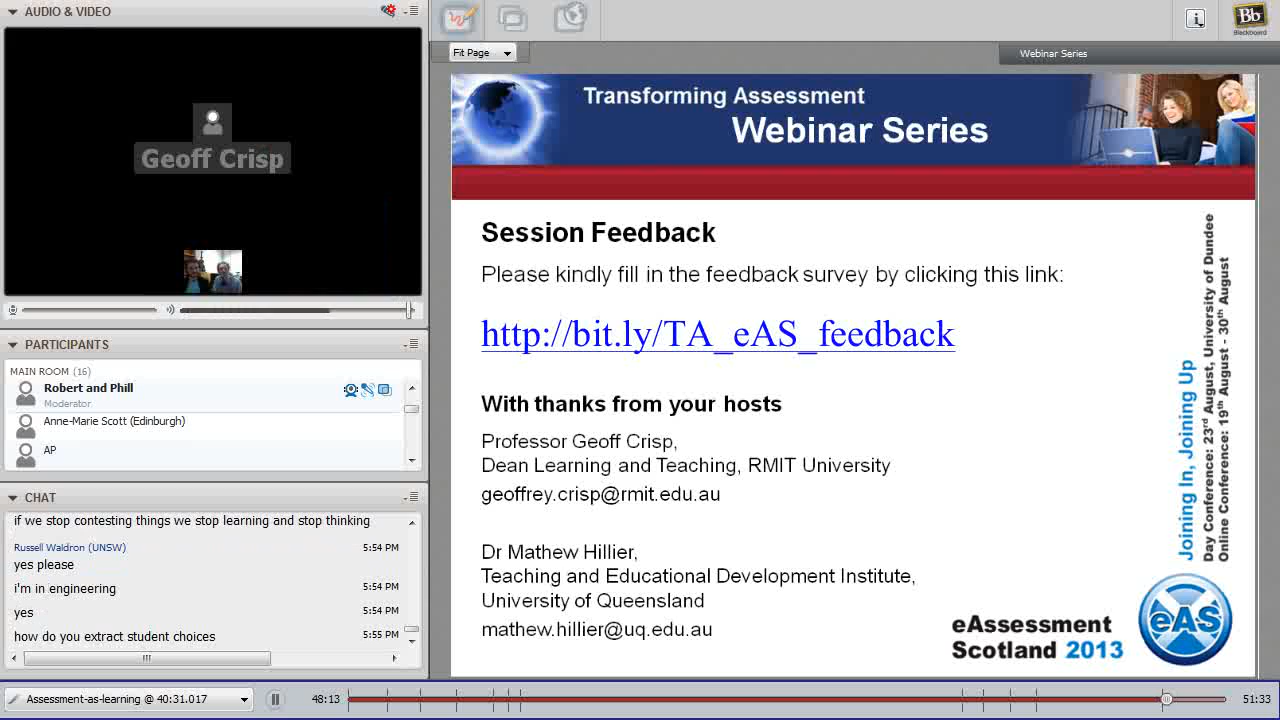 AUDIO & VIDEO
Geoff Crisp
PARTICIPANTS
MAIN ROOM (16)
Robert and Phill
Moderator
Anne-Marie Scott (Edinburgh)
AP
CHAT
if we stop contesting things we stop learning and stop thinking
Russell Waldron (UNSW) 5:54 PM
yes please
i'm in engineering 5:54 PM
yes 5:54 PM
how do you extract student choices 5:55 PM
Fit Page
Webinar Series
Bb
Blackboard
Transforming Assessment
Webinar Series
Session Feedback
Please kindly fill in the feedback survey by clicking this link:
http://bit.ly/TA_eAS_feedback
With thanks from your hosts
Professor Geoff Crisp,
Dean Learning and Teaching, RMIT University
geoffrey.crisp@rmit.edu.au
Dr Mathew Hillier,
Teaching and Educational Development Institute,
University of Queensland
mathew.hillier@uq.edu.au
Joining In, Joining Up
Day Conference: 23rd August, University of Dundee
Online Conference: 19th August - 30th August
eAssessment
Scotland 2013
eAS
Assessment-as-learning @ 40:31.017
48:13
51:33